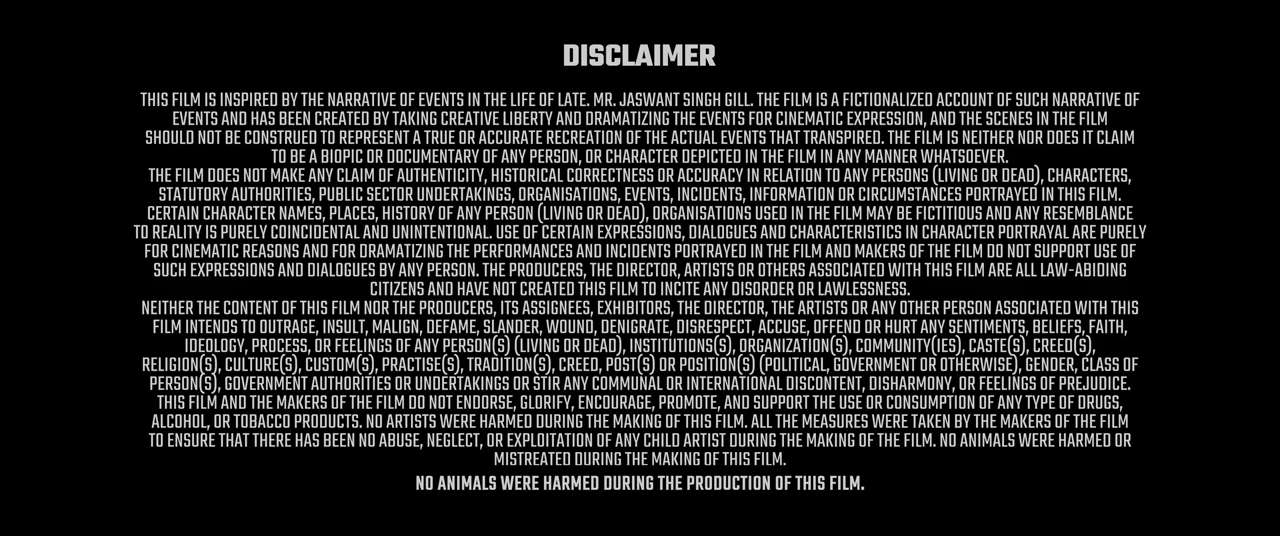 DISCLAIMER
THIS FILM IS INSPIRED BY THE NARRATIVE OF EVENTS IN THE LIFE OF LATE. MR. JASWANT SINGH GILL. THE FILM IS A FICTIONALIZED ACCOUNT OF SUCH NARRATIVE OF
EVENTS AND HAS BEEN CREATED BY TAKING CREATIVE LIBERTY AND DRAMATIZING THE EVENTS FOR CINEMATIC EXPRESSION, AND THE SCENES IN THE FILM
SHOULD NOT BE CONSTRUED TO REPRESENT A TRUE OR ACCURATE RECREATION OF THE ACTUAL EVENTS THAT TRANSPIRED. THE FILM IS NEITHER NOR DOES IT CLAIM
TO BE A BIOPIC OR DOCUMENTARY OF ANY PERSON, OR CHARACTER DEPICTED IN THE FILM IN ANY MANNER WHATSOEVER.
THE FILM DOES NOT MAKE ANY CLAIM OF AUTHENTICITY, HISTORICAL CORRECTNESS OR ACCURACY IN RELATION TO ANY PERSONS (LIVING OR DEAD), CHARACTERS,
STATUTORY AUTHORITIES, PUBLIC SECTOR UNDERTAKINGS, ORGANISATIONS, EVENTS, INCIDENTS, INFORMATION OR CIRCUMSTANCES PORTRAYED IN THIS FILM.
CERTAIN CHARACTER NAMES, PLACES, HISTORY OF ANY PERSON (LIVING OR DEAD), ORGANISATIONS USED IN THE FILM MAY BE FICTITIOUS AND ANY RESEMBLANCE
TO REALITY IS PURELY COINCIDENTAL AND UNINTENTIONAL. USE OF CERTAIN EXPRESSIONS, DIALOGUES AND CHARACTERISTICS IN CHARACTER PORTRAYAL ARE PURELY
FOR CINEMATIC REASONS AND FOR DRAMATIZING THE PERFORMANCES AND INCIDENTS PORTRAYED IN THE FILM AND MAKERS OF THE FILM DO NOT SUPPORT USE OF
SUCH EXPRESSIONS AND DIALOGUES BY ANY PERSON. THE PRODUCERS, THE DIRECTOR, ARTISTS OR OTHERS ASSOCIATED WITH THIS FILM ARE ALL LAW-ABIDING
CITIZENS AND HAVE NOT CREATED THIS FILM TO INCITE ANY DISORDER OR LAWLESSNESS.
NEITHER THE CONTENT OF THIS FILM NOR THE PRODUCERS, ITS ASSIGNEES, EXHIBITORS, THE DIRECTOR, THE ARTISTS OR ANY OTHER PERSON ASSOCIATED WITH THIS
FILM INTENDS TO OUTRAGE, INSULT, MALIGN, DEFAME, SLANDER, WOUND, DENIGRATE, DISRESPECT, ACCUSE, OFFEND OR HURT ANY SENTIMENTS, BELIEFS, FAITH,
IDEOLOGY, PROCESS, OR FEELINGS OF ANY PERSON(S) (LIVING OR DEAD), INSTITUTIONS(S), ORGANIZATION(S), COMMUNITY(IES), CASTE(S), CREED(S),
RELIGION(S), CULTURE(S), CUSTOM(S), PRACTISE(S), TRADITION(S), CREED, POST(S) OR POSITION(S) (POLITICAL, GOVERNMENT OR OTHERWISE), GENDER, CLASS OF
PERSON(S), GOVERNMENT AUTHORITIES OR UNDERTAKINGS OR STIR ANY COMMUNAL OR INTERNATIONAL DISCONTENT, DISHARMONY, OR FEELINGS OF PREJUDICE.
THIS FILM AND THE MAKERS OF THE FILM DO NOT ENDORSE, GLORIFY, ENCOURAGE, PROMOTE, AND SUPPORT THE USE OR CONSUMPTION OF ANY TYPE OF DRUGS,
ALCOHOL, OR TOBACCO PRODUCTS. NO ARTISTS WERE HARMED DURING THE MAKING OF THIS FILM. ALL THE MEASURES WERE TAKEN BY THE MAKERS OF THE FILM
TO ENSURE THAT THERE HAS BEEN NO ABUSE, NEGLECT, OR EXPLOITATION OF ANY CHILD ARTIST DURING THE MAKING OF THE FILM. NO ANIMALS WERE HARMED OR
MISTREATED DURING THE MAKING OF THIS FILM.
NO ANIMALS WERE HARMED DURING THE PRODUCTION OF THIS FILM.